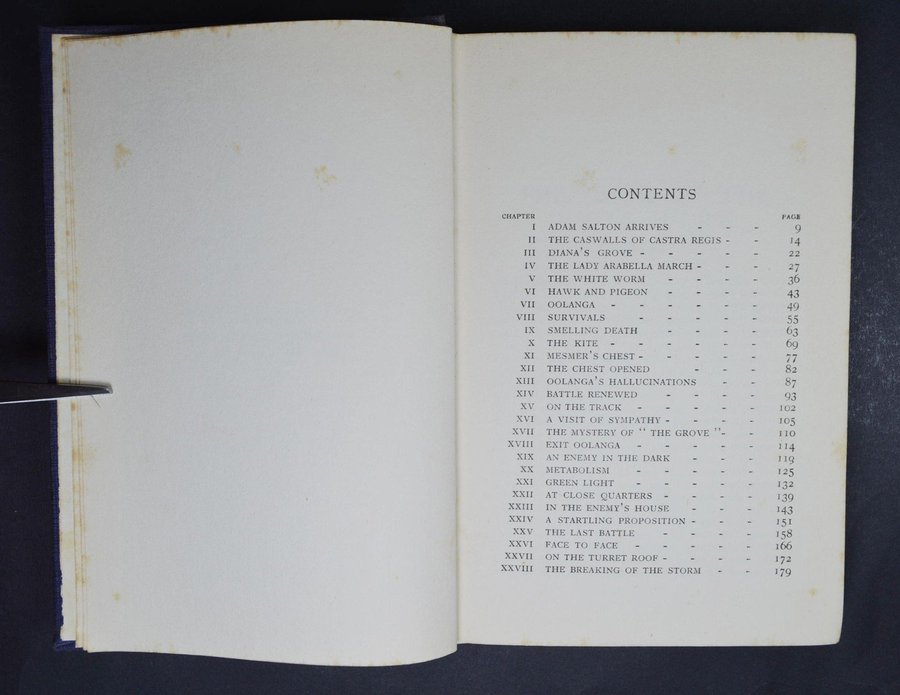 CONTENTS
CHAPTER PAGE
I ADAM SALTON ARRIVES - - - 9
II THE CASWALLS OF CASTRA REGIS - - 14
III DIANA'S GROVE - - - - - 22
IV THE LADY ARABELLA MARCH - - - 27
V THE WHITE WORM - - - - 36
VI HAWK AND PIGEON - - - - 43
VII OOLANGA - - - - - - 49
VIII SURVIVALS - - - - - 55
IX SMELLING DEATH - - - - 63
X THE KITE - - - - - - 69
XI MESMER'S CHEST - - - - - 77
XII THE CHEST OPENED - - - 82
XIII OOLANGA'S HALLUCINATIONS - - 87
XIV BATTLE RENEWED - - - - 93
XV ON THE TRACK - - - - - 102
XVI A VISIT OF SYMPATHY - - - - 105
XVII THE MYSTERY OF " THE GROVE " - - 110
XVIII EXIT OOLANGA - - - - - 114
XIX AN ENEMY IN THE DARK - - - 119
XX METABOLISM - - - - - 125
XXI GREEN LIGHT - - - - - 132
XXII AT CLOSE QUARTERS - - - - 139
XXIII IN THE ENEMY'S HOUSE - - - 143
XXIV A STARTLING PROPOSITION - - - 151
XXV THE LAST BATTLE - - - - 158
XXVI FACE TO FACE - - - - - 166
XXVII ON THE TURRET ROOF - - - - 172
XXVIII THE BREAKING OF THE STORM - - 179